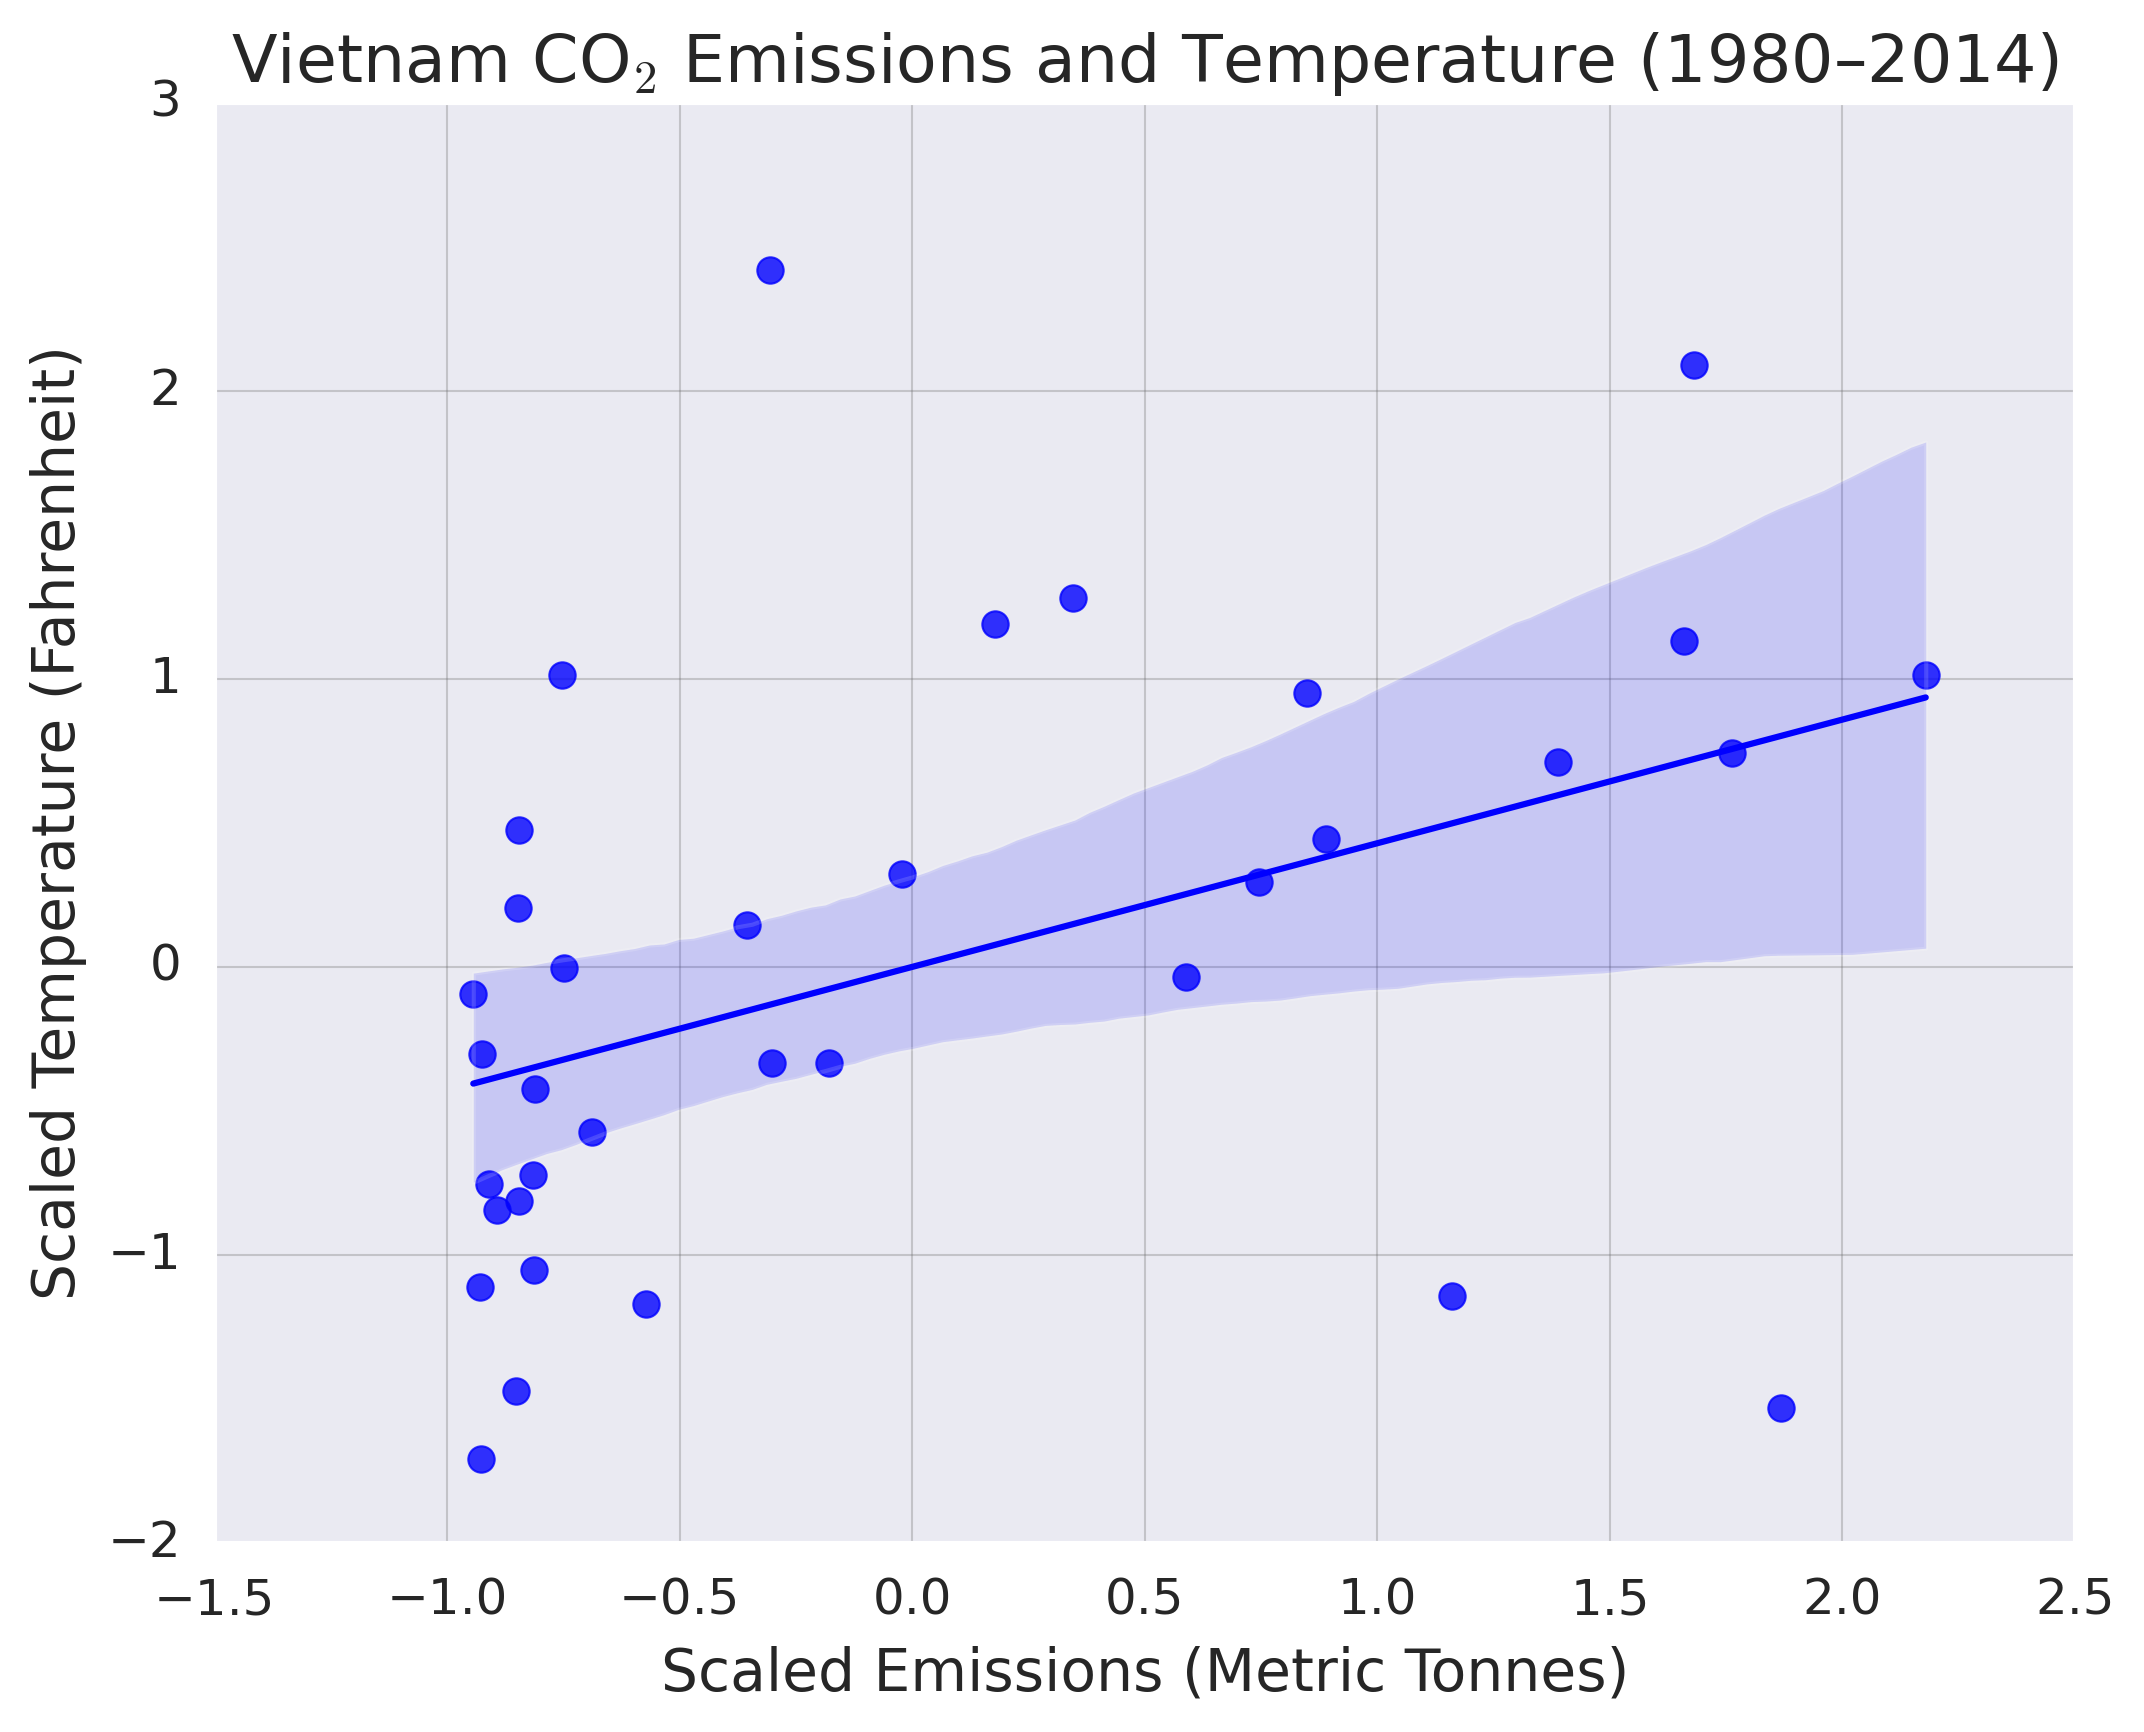 Vietnam CO₂ Emissions and Temperature (1980–2014)
Scaled Temperature (Fahrenheit)
3
2
1
0
−1
−2
−1.5 −1.0 −0.5 0.0 0.5 1.0 1.5 2.0 2.5
Scaled Emissions (Metric Tonnes)